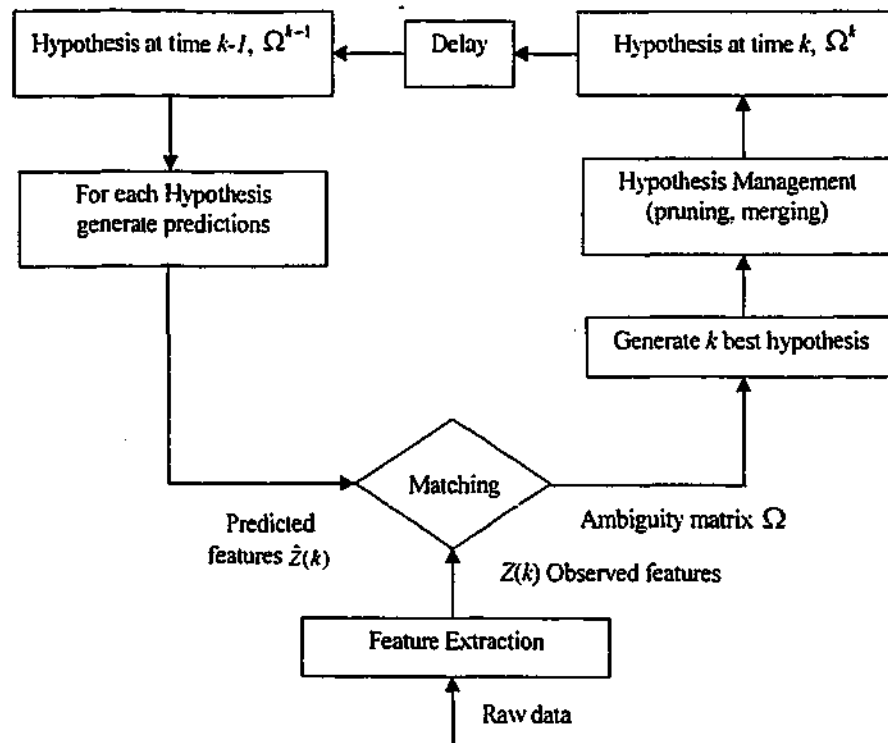 Hypothesis at time k-1, Ω^{k-1}
Delay
Hypothesis at time k, Ω^k
For each Hypothesis
generate predictions
Hypothesis Management
(pruning, merging)
Generate k best hypothesis
Matching
Predicted
features ẑ(k)
Ambiguity matrix Ω
Z(k) Observed features
Feature Extraction
Raw data